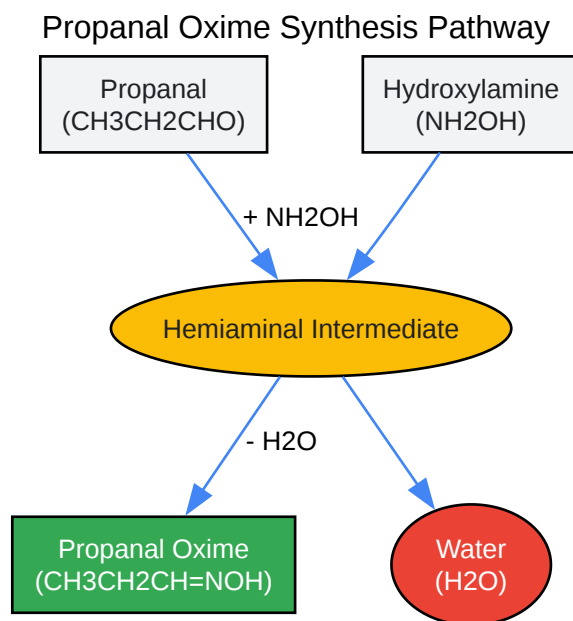 Propanal Oxime Synthesis Pathway
Propanal
(CH3CH2CHO)
Hydroxylamine
(NH2OH)
+ NH2OH
Hemiaminal Intermediate
- H2O
Propanal Oxime
(CH3CH2CH=NOH)
Water
(H2O)